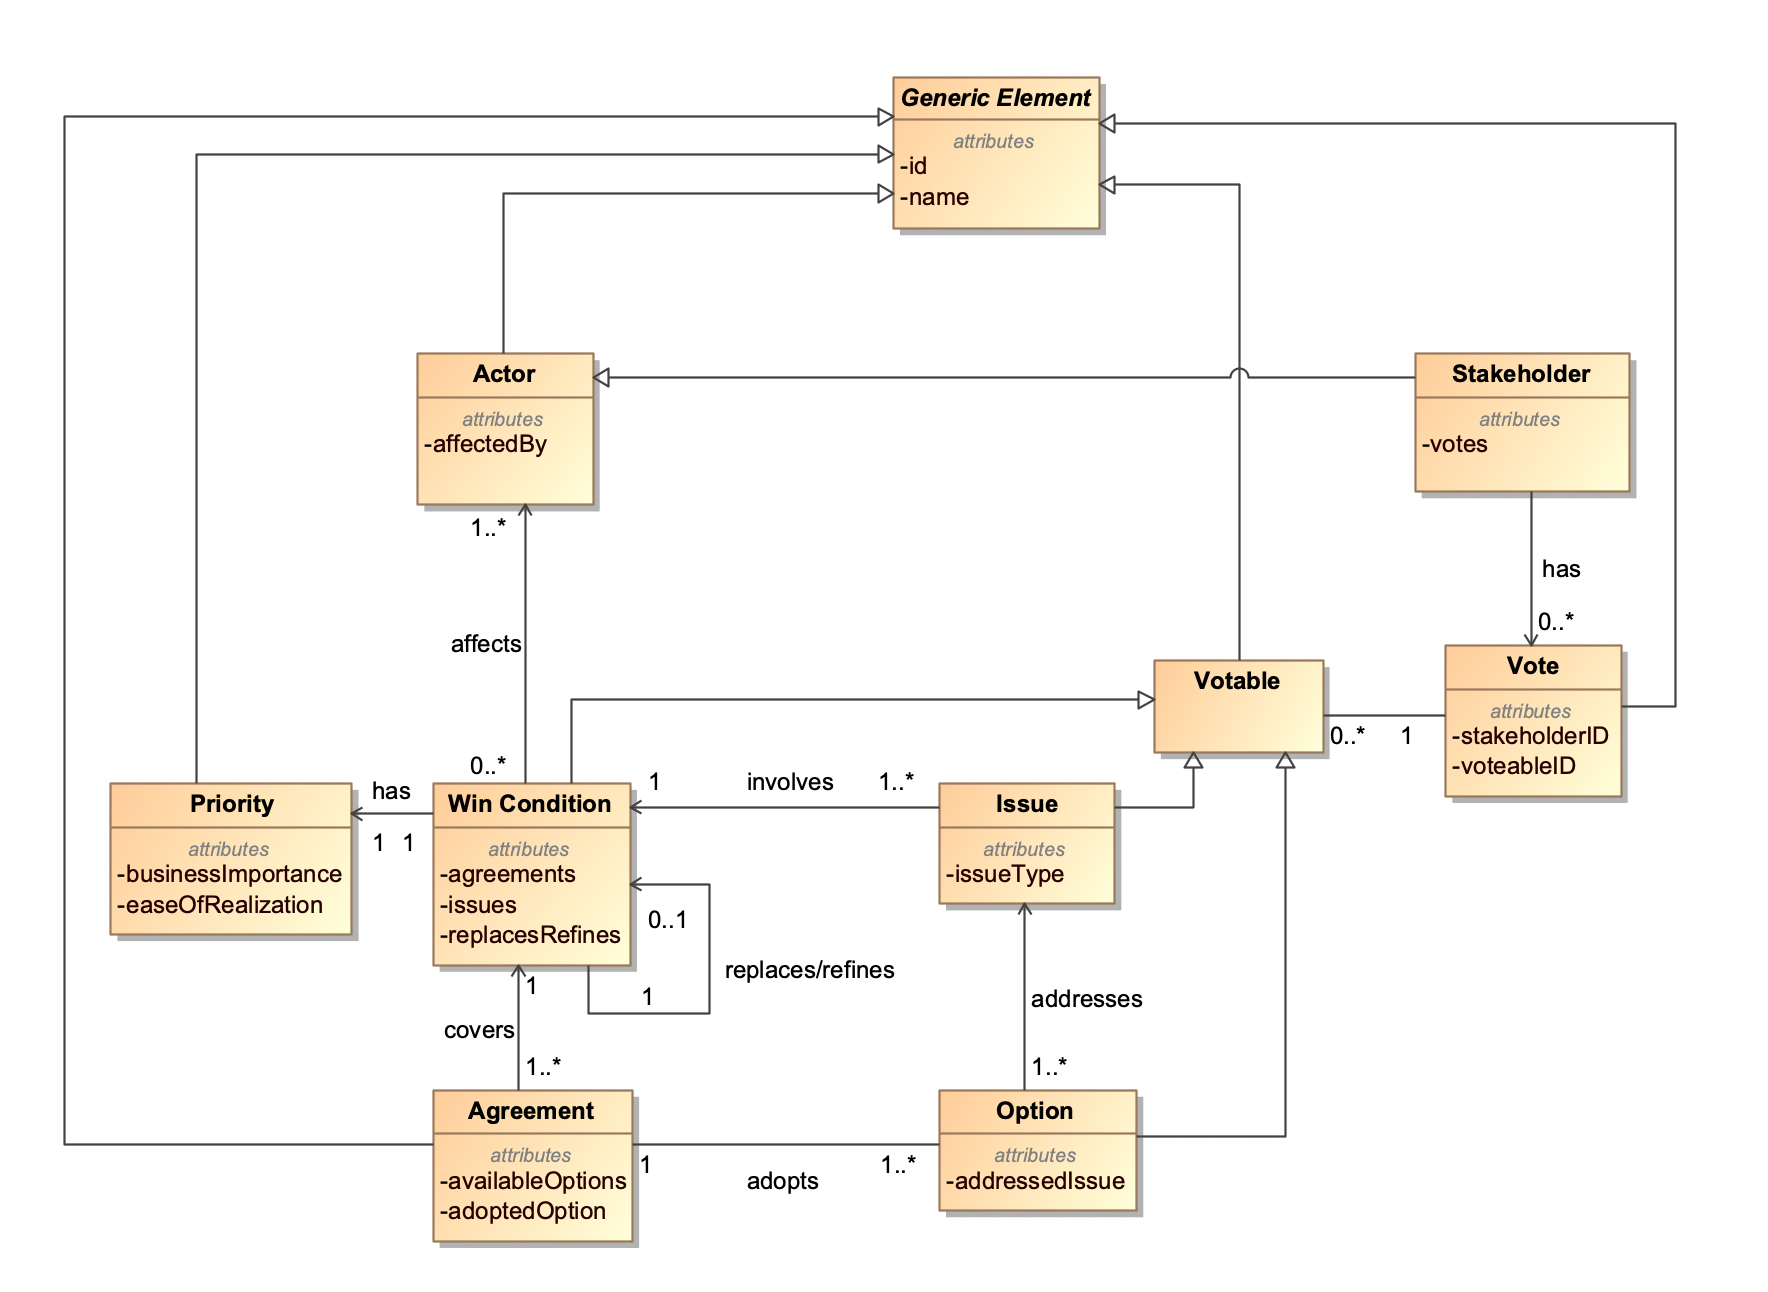 Generic Element
attributes
-id
-name
Actor
attributes
-affectedBy
Stakeholder
attributes
-votes
1..*
has
0..*
affects
Vote
attributes
-stakeholderID
-voteableID
Votable
0..* 1
0..*
Priority
attributes
-businessImportance
-easeOfRealization
has
1 1
Win Condition
attributes
-agreements
-issues
-replacesRefines
1 involves 1..*
Issue
attributes
-issueType
0..1
replaces/refines
1
1
covers
1..*
addresses
1..*
Agreement
attributes
-availableOptions
-adoptedOption
1 adopts 1..*
Option
attributes
-addressedIssue